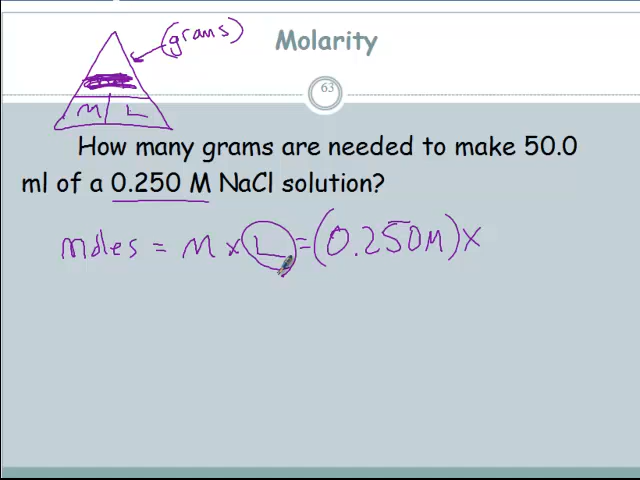 (grams)
Molarity
63
M L
How many grams are needed to make 50.0
ml of a 0.250 M NaCl solution?
moles = M x L = (0.250M) x